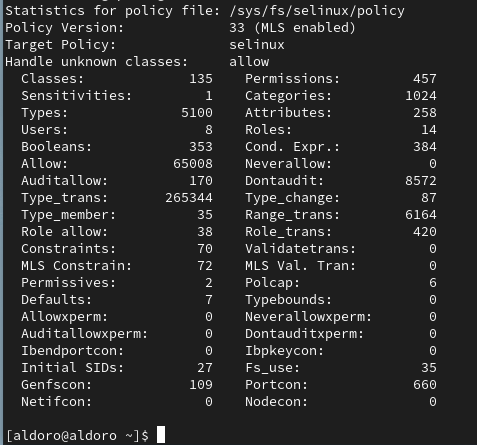 Statistics for policy file: /sys/fs/selinux/policy
Policy Version: 33 (MLS enabled)
Target Policy: selinux
Handle unknown classes: allow
Classes: 135 Permissions: 457
Sensitivities: 1 Categories: 1024
Types: 5100 Attributes: 258
Users: 8 Roles: 14
Booleans: 353 Cond. Expr.: 384
Allow: 65008 Neverallow: 0
Auditallow: 170 Dontaudit: 8572
Type_trans: 265344 Type_change: 87
Type_member: 35 Range_trans: 6164
Role allow: 38 Role_trans: 420
Constraints: 70 Validatetrans: 0
MLS Constrain: 72 MLS Val. Tran: 0
Permissives: 2 Polcap: 6
Defaults: 7 Typebounds: 0
Allowxperm: 0 Neverallowxperm: 0
Auditallowxperm: 0 Dontauditxperm: 0
Ibendportcon: 0 Ibpkeycon: 0
Initial SIDs: 27 Fs_use: 35
Genfscon: 109 Portcon: 660
Netifcon: 0 Nodecon: 0
[aldoro@aldoro ~]$